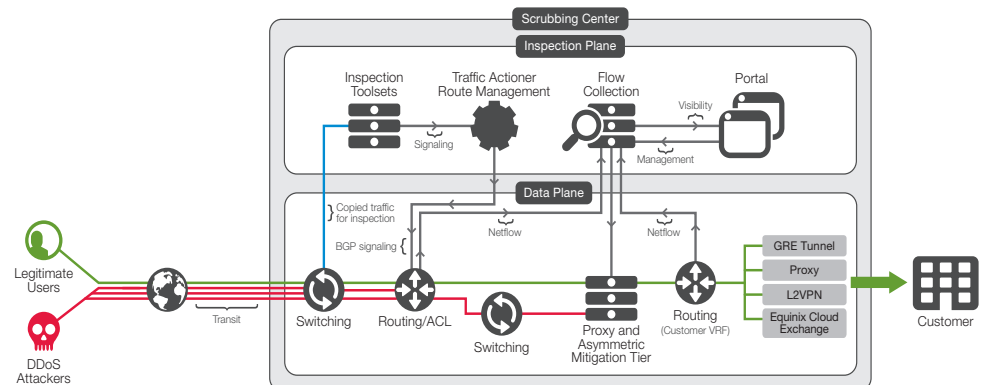 Scrubbing Center
Inspection Plane
Inspection
Toolsets
Traffic Actioner
Route Management
Flow
Collection
Portal
Visibility
Signaling
Management
Data Plane
Copied traffic
for inspection
BGP signaling
Netflow
Netflow
Legitimate
Users
DDoS
Attackers
Transit
Switching
Routing/ACL
Switching
Proxy and
Asymmetric
Mitigation Tier
Routing
(Customer VRF)
GRE Tunnel
Proxy
L2VPN
Equinix Cloud
Exchange
Customer